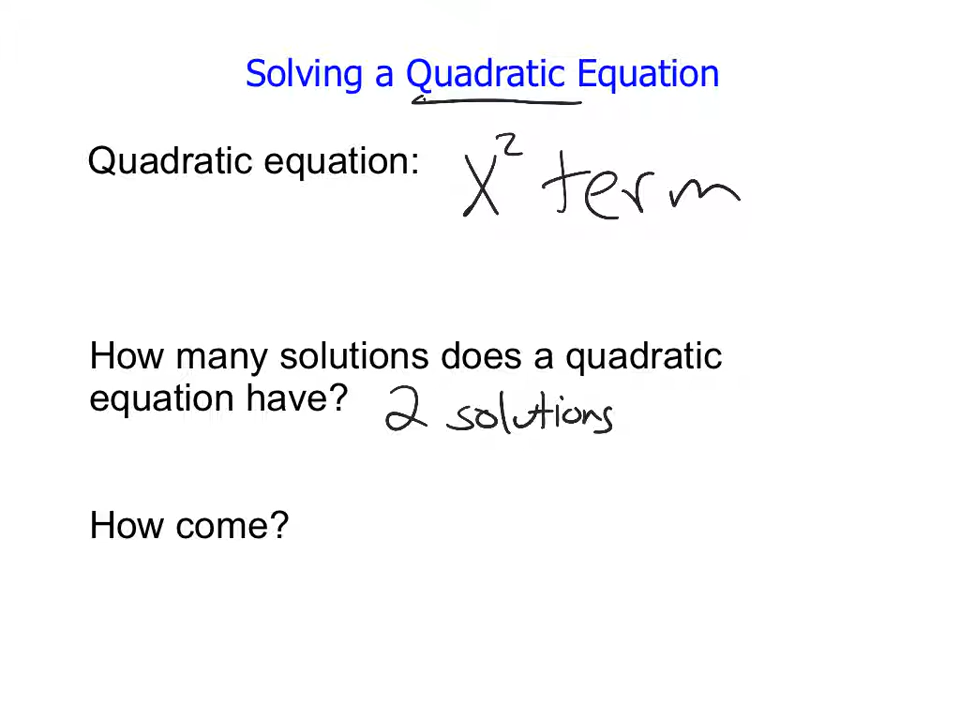 Solving a Quadratic Equation
Quadratic equation: x² term
How many solutions does a quadratic
equation have? 2 solutions
How come?